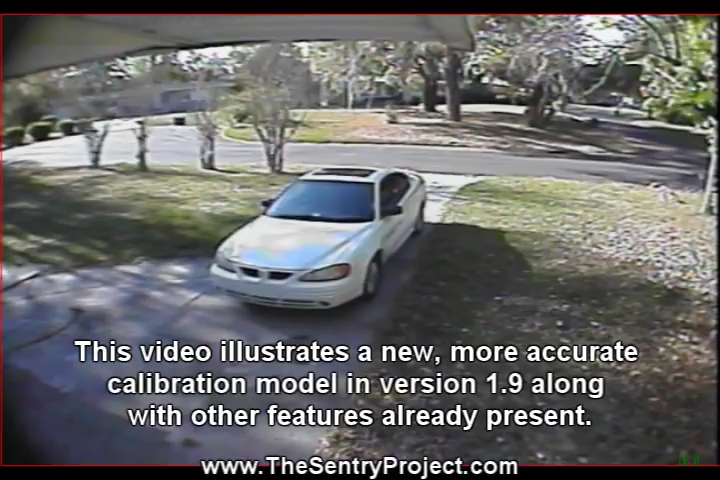 This video illustrates a new, more accurate
calibration model in version 1.9 along
with other features already present.
www.TheSentryProject.com